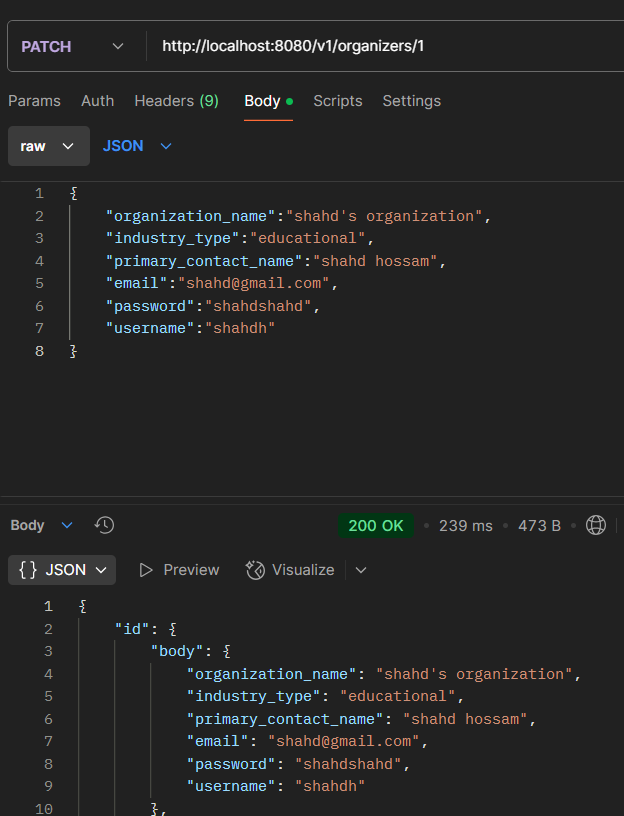 PATCH http://localhost:8080/v1/organizers/1
Params Auth Headers (9) Body Scripts Settings
raw JSON
1 {
2 "organization_name":"shahd's organization",
3 "industry_type":"educational",
4 "primary_contact_name":"shahd hossam",
5 "email":"shahd@gmail.com",
6 "password":"shahdshahd",
7 "username":"shahdh"
8 }
Body 200 OK 239 ms 473 B
{} JSON Preview Visualize
1 {
2 "id": {
3 "body": {
4 "organization_name": "shahd's organization",
5 "industry_type": "educational",
6 "primary_contact_name": "shahd hossam",
7 "email": "shahd@gmail.com",
8 "password": "shahdshahd",
9 "username": "shahdh"
10 },